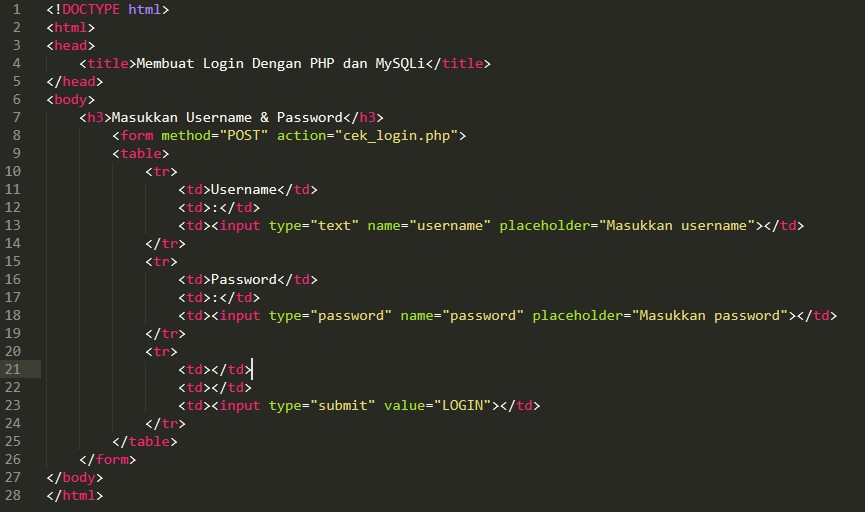 1 <!DOCTYPE html>
2 <html>
3 <head>
4 <title>Membuat Login Dengan PHP dan MySQLi</title>
5 </head>
6 <body>
7 <h3>Masukkan Username & Password</h3>
8 <form method="POST" action="cek_login.php">
9 <table>
10 <tr>
11 <td>Username</td>
12 <td>:</td>
13 <td><input type="text" name="username" placeholder="Masukkan username"></td>
14 </tr>
15 <tr>
16 <td>Password</td>
17 <td>:</td>
18 <td><input type="password" name="password" placeholder="Masukkan password"></td>
19 </tr>
20 <tr>
21 <td></td>
22 <td></td>
23 <td><input type="submit" value="LOGIN"></td>
24 </tr>
25 </table>
26 </form>
27 </body>
28 </html>